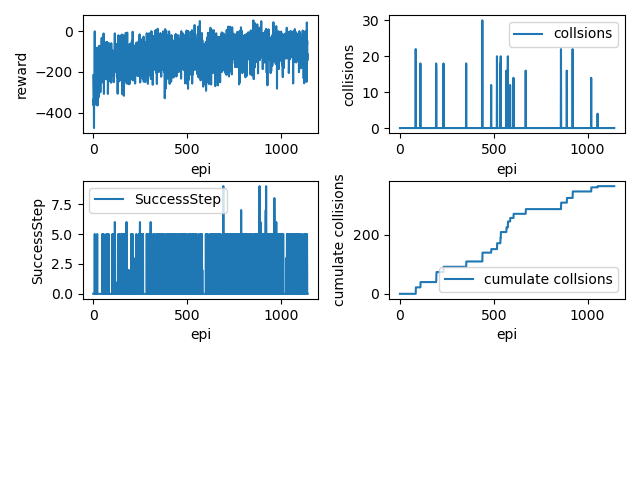 0
−200
−400
reward
0
500
1000
epi
30
20
10
0
collisions
collsions
0
500
1000
epi
7.5
5.0
2.5
0.0
SuccessStep
SuccessStep
0
500
1000
epi
200
0
cumulate collisions
cumulate collsions
0
500
1000
epi